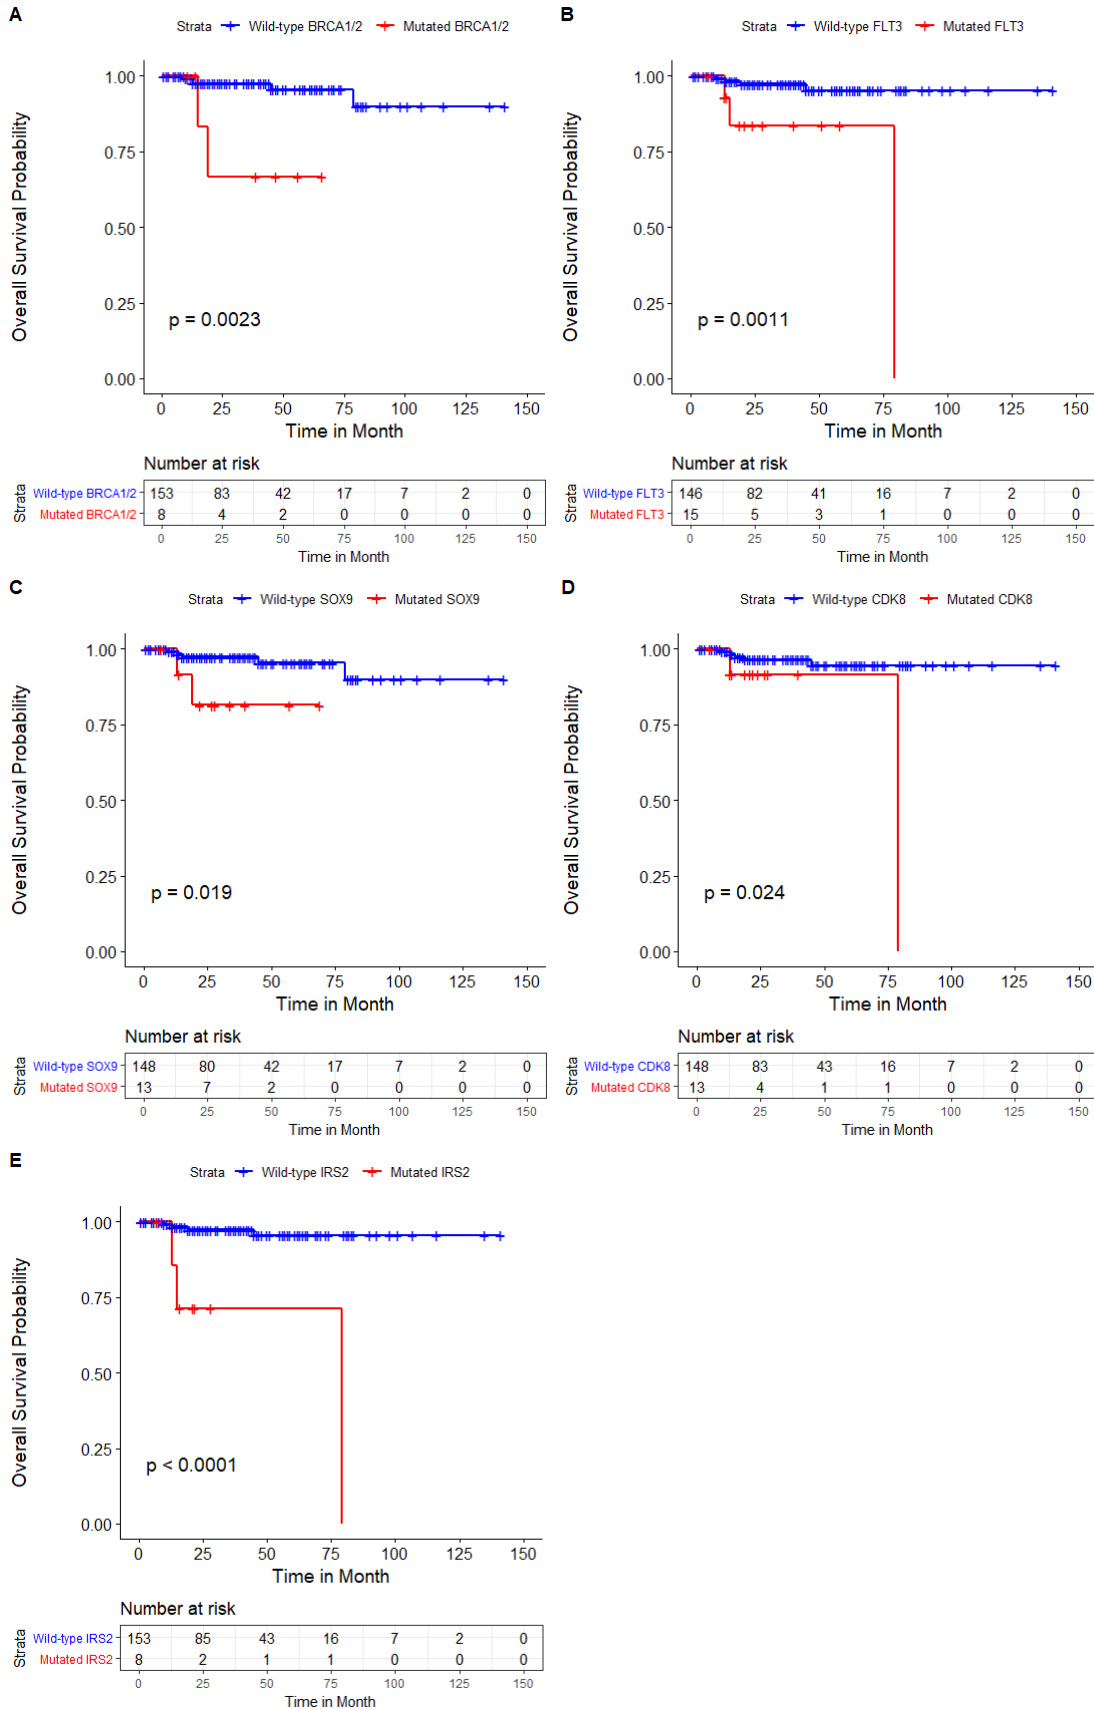 A
Strata Wild-type BRCA1/2 Mutated BRCA1/2
Overall Survival Probability
1.00
0.75
0.50
0.25
0.00
p = 0.0023
0 25 50 75 100 125 150
Time in Month
Number at risk
Strata
Wild-type BRCA1/2 153 83 42 17 7 2 0
Mutated BRCA1/2 8 4 2 0 0 0 0
0 25 50 75 100 125 150
Time in Month
B
Strata Wild-type FLT3 Mutated FLT3
Overall Survival Probability
1.00
0.75
0.50
0.25
0.00
p = 0.0011
0 25 50 75 100 125 150
Time in Month
Number at risk
Strata
Wild-type FLT3 146 82 41 16 7 2 0
Mutated FLT3 15 5 3 1 0 0 0
0 25 50 75 100 125 150
Time in Month
C
Strata Wild-type SOX9 Mutated SOX9
Overall Survival Probability
1.00
0.75
0.50
0.25
0.00
p = 0.019
0 25 50 75 100 125 150
Time in Month
Number at risk
Strata
Wild-type SOX9 148 80 42 17 7 2 0
Mutated SOX9 13 7 2 0 0 0 0
0 25 50 75 100 125 150
Time in Month
D
Strata Wild-type CDK8 Mutated CDK8
Overall Survival Probability
1.00
0.75
0.50
0.25
0.00
p = 0.024
0 25 50 75 100 125 150
Time in Month
Number at risk
Strata
Wild-type CDK8 148 83 43 16 7 2 0
Mutated CDK8 13 4 1 1 0 0 0
0 25 50 75 100 125 150
Time in Month
E
Strata Wild-type IRS2 Mutated IRS2
Overall Survival Probability
1.00
0.75
0.50
0.25
0.00
p < 0.0001
0 25 50 75 100 125 150
Time in Month
Number at risk
Strata
Wild-type IRS2 153 85 43 16 7 2 0
Mutated IRS2 8 2 1 1 0 0 0
0 25 50 75 100 125 150
Time in Month